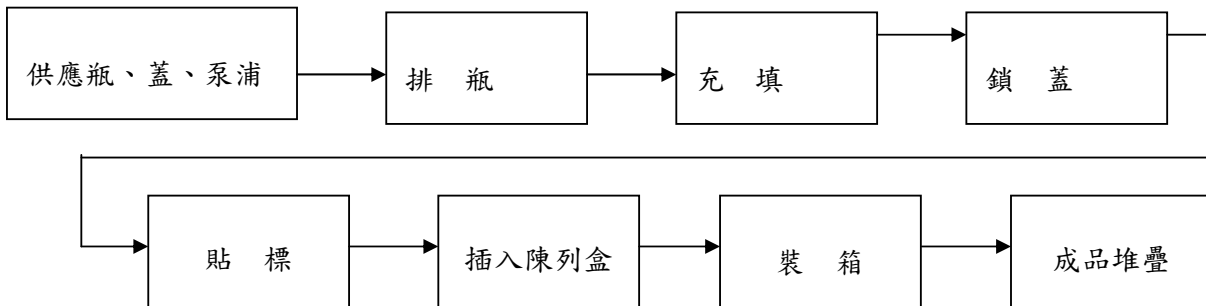 供應瓶、蓋、泵浦
排 瓶
充 填
鎖 蓋
貼 標
插入陳列盒
裝 箱
成品堆疊